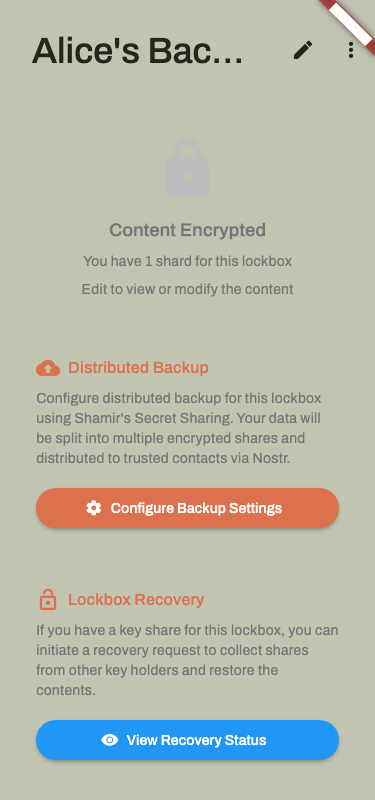 Alice's Bac...
Content Encrypted
You have 1 shard for this lockbox
Edit to view or modify the content
Distributed Backup
Configure distributed backup for this lockbox
using Shamir's Secret Sharing. Your data will
be split into multiple encrypted shares and
distributed to trusted contacts via Nostr.
Configure Backup Settings
Lockbox Recovery
If you have a key share for this lockbox, you can
initiate a recovery request to collect shares
from other key holders and restore the
contents.
View Recovery Status